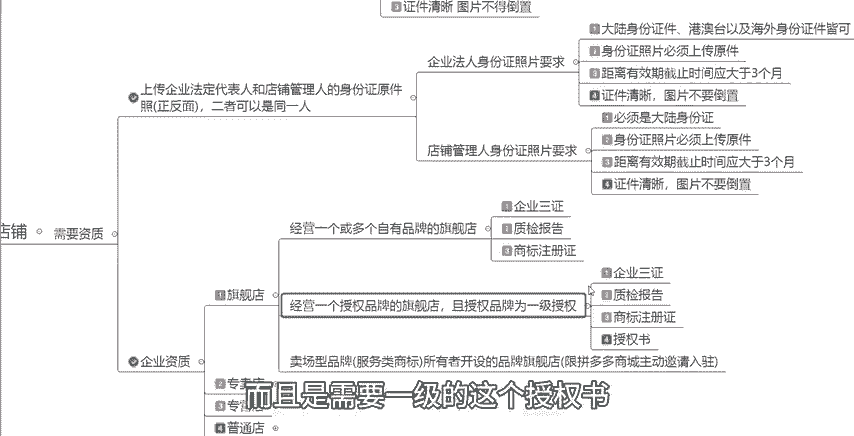 3证件清晰 图片不得倒置
1大陆身份证件、港澳台以及海外身份证件皆可
2身份证照片必须上传原件
企业法人身份证照片要求
3距离有效期截止时间应大于3个月
4证件清晰，图片不要倒置
上传企业法定代表人和店铺管理人的身份证原件
照(正反面)，二者可以是同一人
1必须是大陆身份证
2身份证照片必须上传原件
店铺管理人身份证照片要求
3距离有效期截止时间应大于3个月
4证件清晰，图片不要倒置
店铺
需要资质
1企业三证
经营一个或多个自有品牌的旗舰店
2质检报告
3商标注册证
1旗舰店
1企业三证
2质检报告
经营一个授权品牌的旗舰店，且授权品牌为一级授权
3商标注册证
4授权书
企业资质
卖场型品牌(服务类商标)所有者开设的品牌旗舰店(限拼多多商城主动邀请入驻)
2专卖店
3专营店
4普通店
而且是需要一级的这个授权书